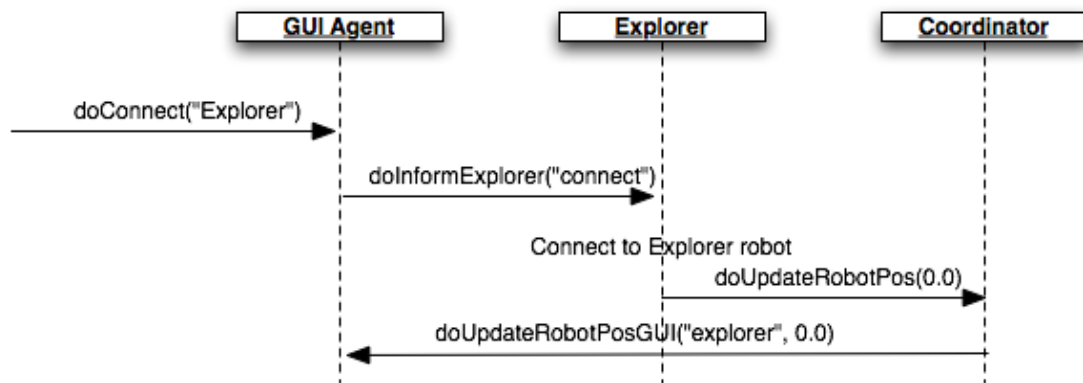 GUI Agent
Explorer
Coordinator
doConnect("Explorer")
doInformExplorer("connect")
Connect to Explorer robot
doUpdateRobotPos(0.0)
doUpdateRobotPosGUI("explorer", 0.0)